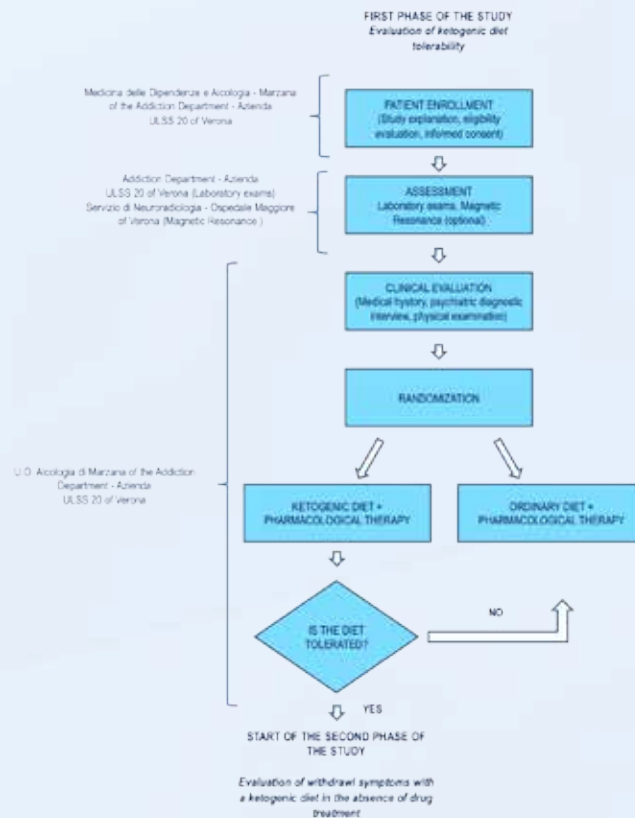 FIRST PHASE OF THE STUDY
Evaluation of ketogenic diet
tolerability
Medicina delle Dipendenze e Alcologia - Marzana
of the Addiction Department - Azienda
ULSS 20 of Verona
PATIENT ENROLLMENT
(Study explanation, eligibility
evaluation, informed consent)
Addiction Department - Azienda
ULSS 20 of Verona (Laboratory exams)
Servizio di Neuroradiologia - Ospedale Maggiore
of Verona (Magnetic Resonance )
ASSESSMENT
Laboratory exams, Magnetic
Resonance (optional)
CLINICAL EVALUATION
(Medical hystory, psychiatric diagnostic
interview, physical examination)
RANDOMIZATION
U.O. Alcologia di Marzana of the Addiction
Department - Azienda
ULSS 20 of Verona
KETOGENIC DIET +
PHARMACOLOGICAL THERAPY
ORDINARY DIET +
PHARMACOLOGICAL THERAPY
IS THE DIET
TOLERATED?
NO
YES
START OF THE SECOND PHASE OF
THE STUDY
Evaluation of withdrawl symptoms with
a ketogenic diet in the absence of drug
treatment